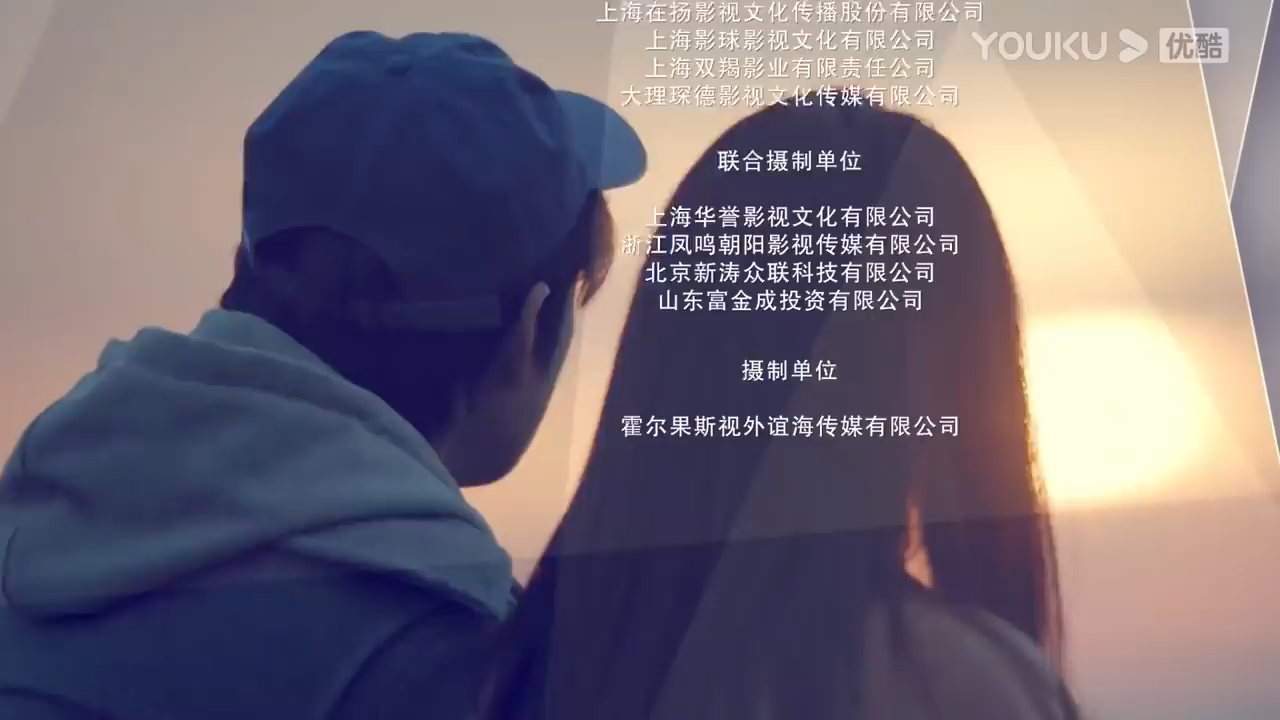 上海在扬影视文化传播股份有限公司
上海影球影视文化有限公司
YOUKU 优酷
上海双羯影业有限责任公司
大理琛德影视文化传媒有限公司
联合摄制单位
上海华誉影视文化有限公司
浙江凤鸣朝阳影视传媒有限公司
北京新涛众联科技有限公司
山东富金成投资有限公司
摄制单位
霍尔果斯视外谊海传媒有限公司